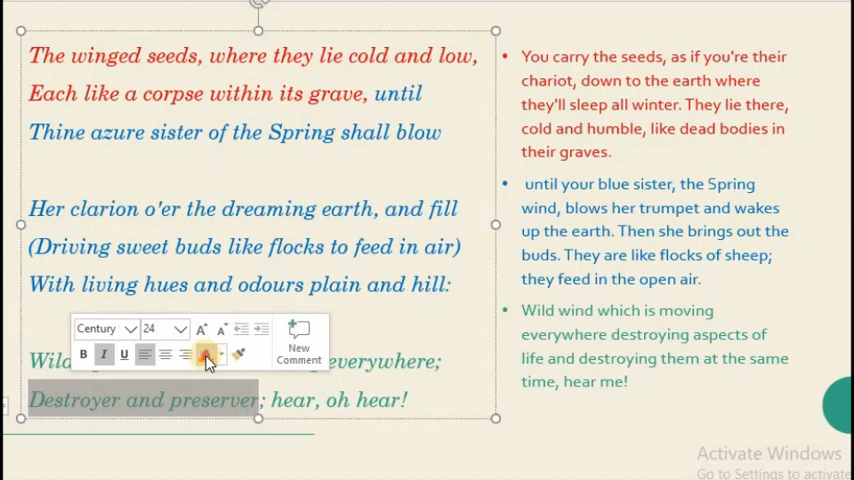 The winged seeds, where they lie cold and low,
Each like a corpse within its grave, until
Thine azure sister of the Spring shall blow
Her clarion o'er the dreaming earth, and fill
(Driving sweet buds like flocks to feed in air)
With living hues and odours plain and hill:
Wild everywhere;
Destroyer and preserver; hear, oh hear!
Century 24
B I U
New
Comment
You carry the seeds, as if you're their
chariot, down to the earth where
they'll sleep all winter. They lie there,
cold and humble, like dead bodies in
their graves.
until your blue sister, the Spring
wind, blows her trumpet and wakes
up the earth. Then she brings out the
buds. They are like flocks of sheep;
they feed in the open air.
Wild wind which is moving
everywhere destroying aspects of
life and destroying them at the same
time, hear me!
Activate Windows
Go to Settings to activate